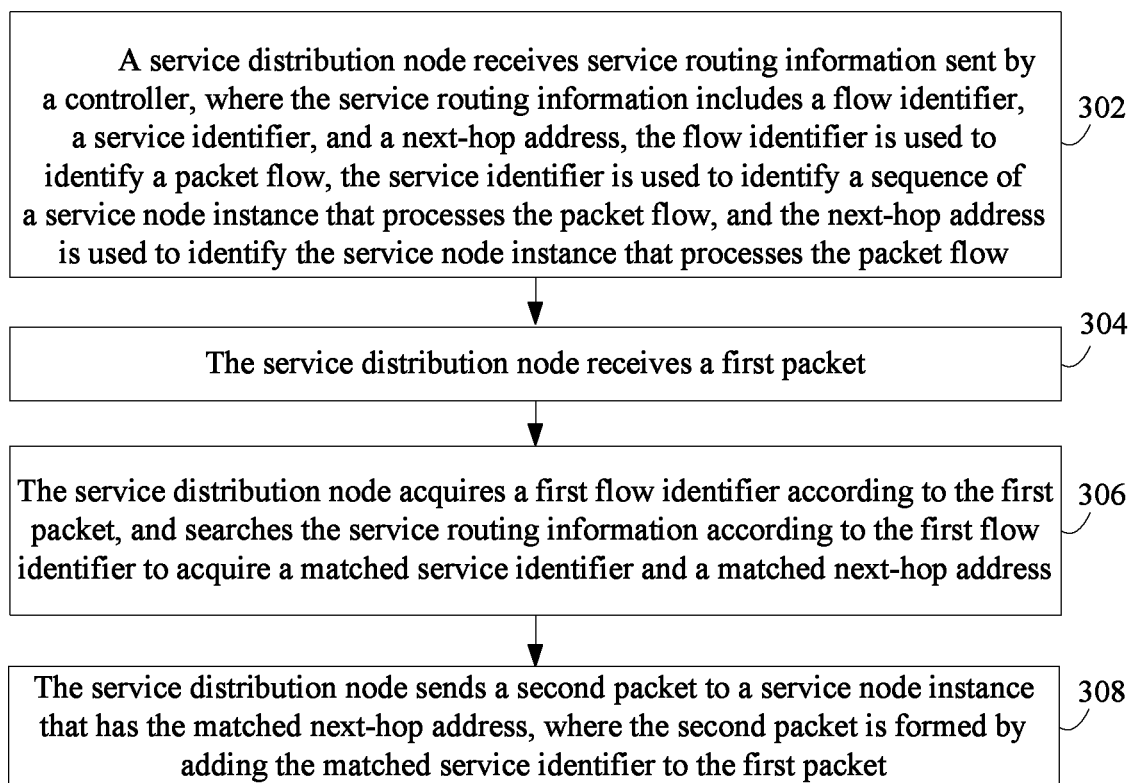 A service distribution node receives service routing information sent by
a controller, where the service routing information includes a flow identifier,
a service identifier, and a next-hop address, the flow identifier is used to
identify a packet flow, the service identifier is used to identify a sequence of
a service node instance that processes the packet flow, and the next-hop address
is used to identify the service node instance that processes the packet flow
302
The service distribution node receives a first packet
304
The service distribution node acquires a first flow identifier according to the first
packet, and searches the service routing information according to the first flow
identifier to acquire a matched service identifier and a matched next-hop address
306
The service distribution node sends a second packet to a service node instance
that has the matched next-hop address, where the second packet is formed by
adding the matched service identifier to the first packet
308